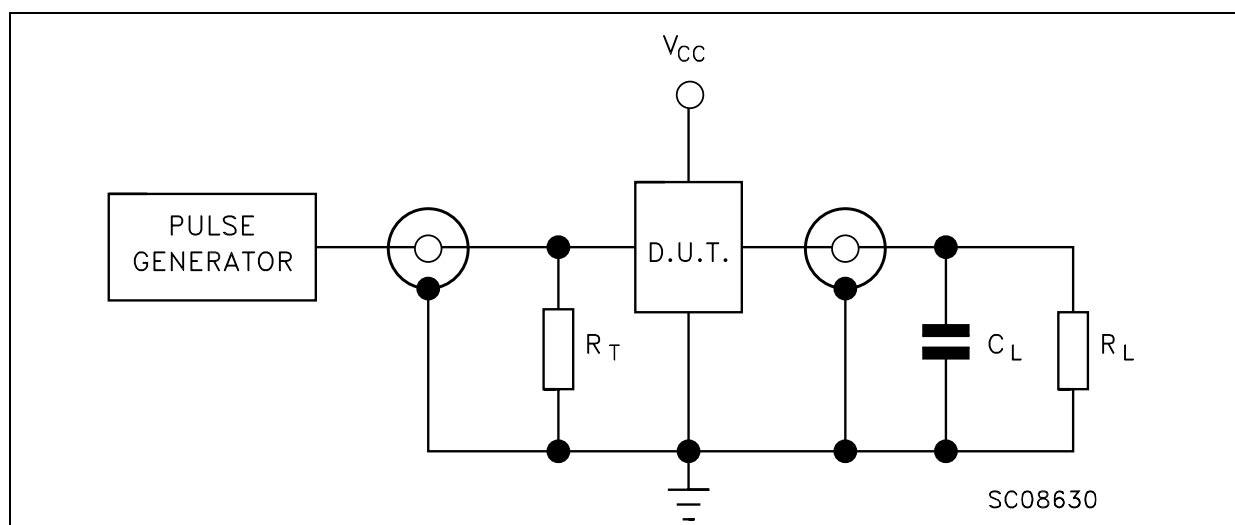 VCC
PULSE
GENERATOR
D.U.T.
RT
CL
RL
SC08630